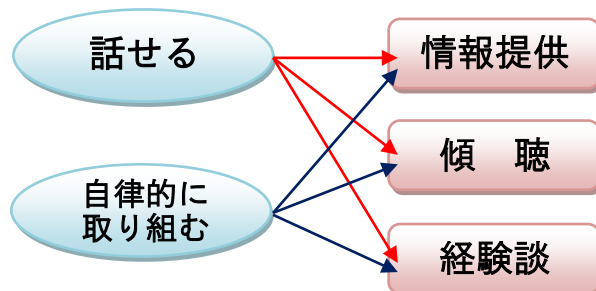 話せる
情報提供
傾　聴
自律的に
取り組む
経験談